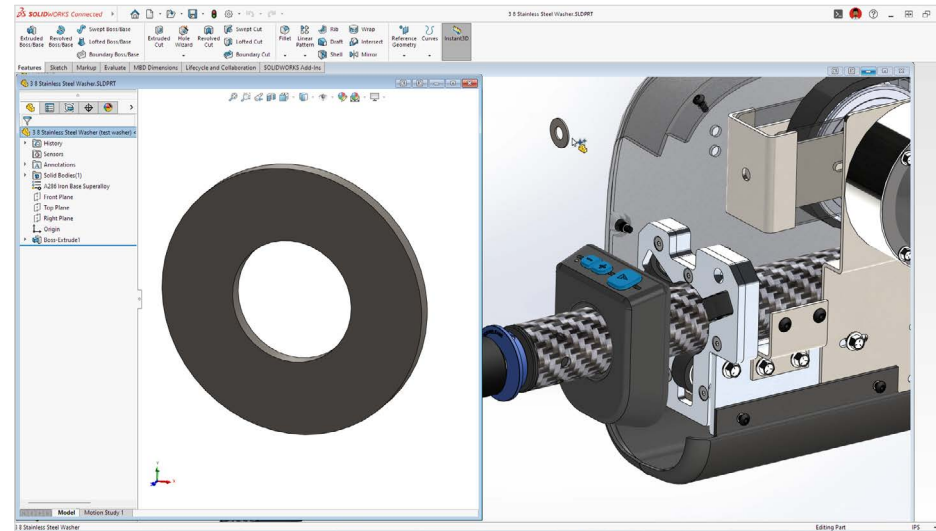 3S SOLIDWORKS Connected
3 8 Stainless Steel Washer.SLDPRT
Extruded Boss/Base
Revolved Boss/Base
Swept Boss/Base
Lofted Boss/Base
Boundary Boss/Base
Extruded Cut
Hole Wizard
Revolved Cut
Swept Cut
Lofted Cut
Boundary Cut
Fillet
Linear Pattern
Rib
Draft
Shell
Wrap
Intersect
Mirror
Reference Geometry
Curves
Instant3D
Features Sketch Markup Evaluate MBD Dimensions Lifecycle and Collaboration SOLIDWORKS Add-Ins
3 8 Stainless Steel Washer.SLDPRT
3 8 Stainless Steel Washer (test washer)
History
Sensors
Annotations
Solid Bodies(1)
A286 Iron Base Superalloy
Front Plane
Top Plane
Right Plane
Origin
Boss-Extrude1
Model Motion Study 1
3 8 Stainless Steel Washer
Editing Part
IPS